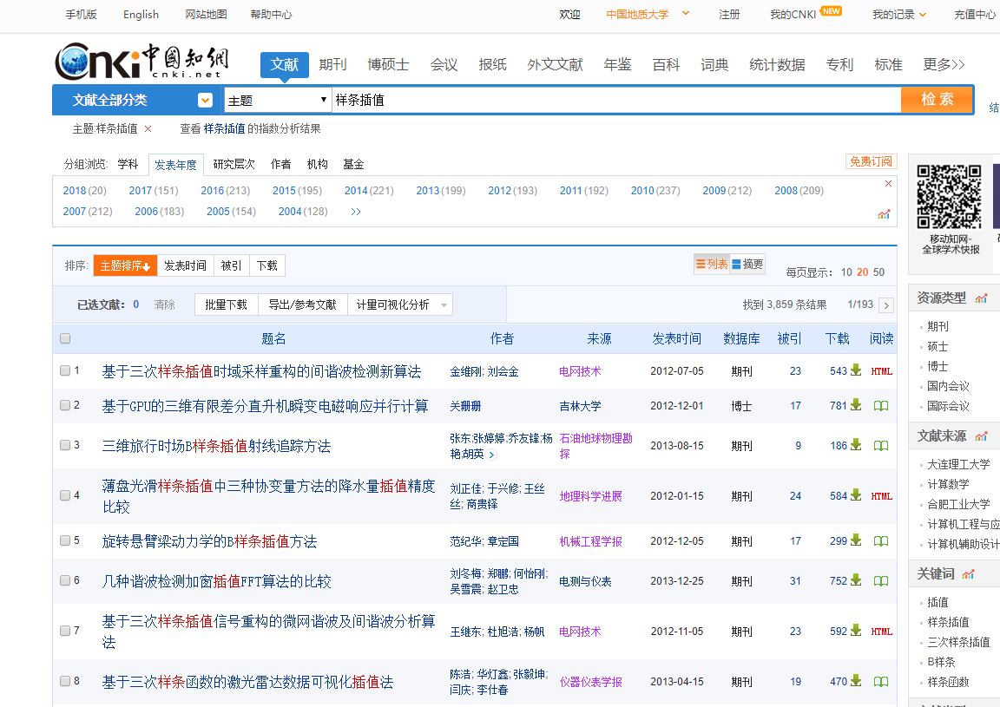 手机版 English 网站地图 帮助中心 欢迎 中国地质大学 注册 我的CNKI NEW 我的记录 充值中心
Cnki中國知網 文献 期刊 博硕士 会议 报纸 外文文献 年鉴 百科 词典 统计数据 专利 标准 更多>>
cnki.net
文献全部分类 主题 样条插值 检索
主题:样条插值 × 查看 样条插值 的指数分析结果
分组浏览: 学科 发表年度 研究层次 作者 机构 基金 免费订阅
2018 (20) 2017 (151) 2016 (213) 2015 (195) 2014 (221) 2013 (199) 2012 (193) 2011 (192) 2010 (237) 2009 (212) 2008 (209)
2007 (212) 2006 (183) 2005 (154) 2004 (128) >>
移动知网-
全球学术快报
排序: 主题排序 发表时间 被引 下载 列表 摘要 每页显示: 10 20 50
已选文献: 0 清除 批量下载 导出/参考文献 计量可视化分析 找到 3,859 条结果 1/193 >
题名 作者 来源 发表时间 数据库 被引 下载 阅读
1 基于三次样条插值时域采样重构的间谐波检测新算法 金维刚; 刘会金 电网技术 2012-07-05 期刊 23 543 HTML
2 基于GPU的三维有限差分直升机瞬变电磁响应并行计算 关珊珊 吉林大学 2012-12-01 博士 17 781
3 三维旅行时场B样条插值射线追踪方法 张东;张婷婷;乔友锋;杨艳;胡英 > 石油地球物理勘探 2013-08-15 期刊 9 186
4 薄盘光滑样条插值中三种协变量方法的降水量插值精度比较 刘正佳; 于兴修; 王丝丝; 商贵铎 地理科学进展 2012-01-15 期刊 24 584 HTML
5 旋转悬臂梁动力学的B样条插值方法 范纪华; 章定国 机械工程学报 2012-12-05 期刊 17 299
6 几种谐波检测加窗插值FFT算法的比较 刘冬梅; 郑鹏; 何怡刚; 吴雪霞; 赵卫忠 电测与仪表 2013-12-25 期刊 31 752
7 基于三次样条插值信号重构的微网谐波及间谐波分析算法 王继东; 杜旭浩; 杨帆 电网技术 2012-11-05 期刊 23 592 HTML
8 基于三次样条函数的激光雷达数据可视化插值法 陈浩; 华灯鑫; 张毅坤; 闫庆; 李仕春 仪器仪表学报 2013-04-15 期刊 19 470
资源类型
期刊
硕士
博士
国内会议
国际会议
文献来源
大连理工大学
计算数学
合肥工业大学
计算机工程与应
计算机辅助设计
关键词
插值
样条插值
三次样条插值
B样条
样条函数